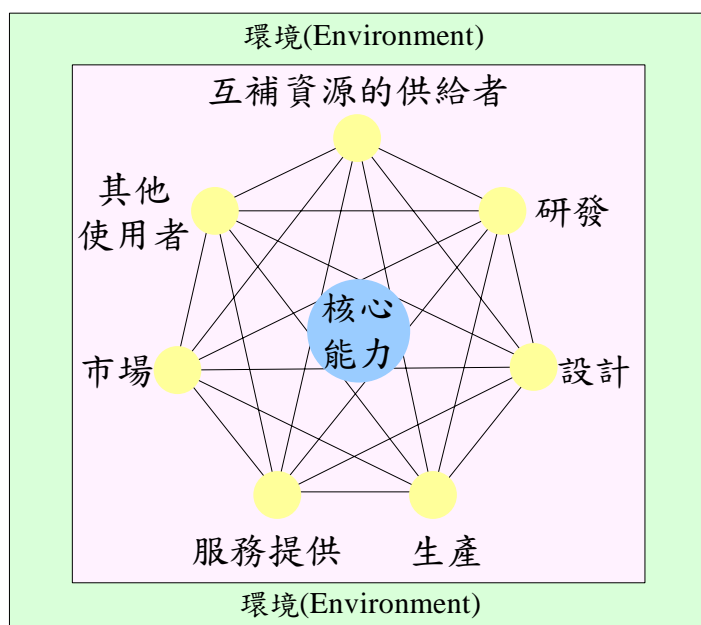 環境(Environment)
互補資源的供給者
其他
使用者
研發
核心
能力
市場
設計
服務提供
生產
環境(Environment)